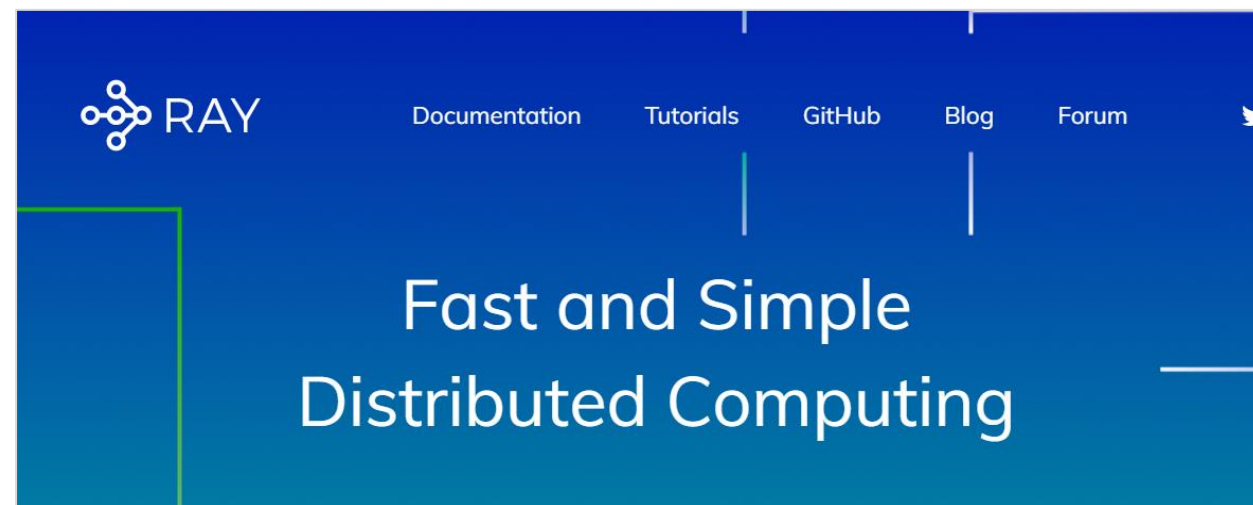 RAY Documentation Tutorials GitHub Blog Forum
Fast and Simple
Distributed Computing